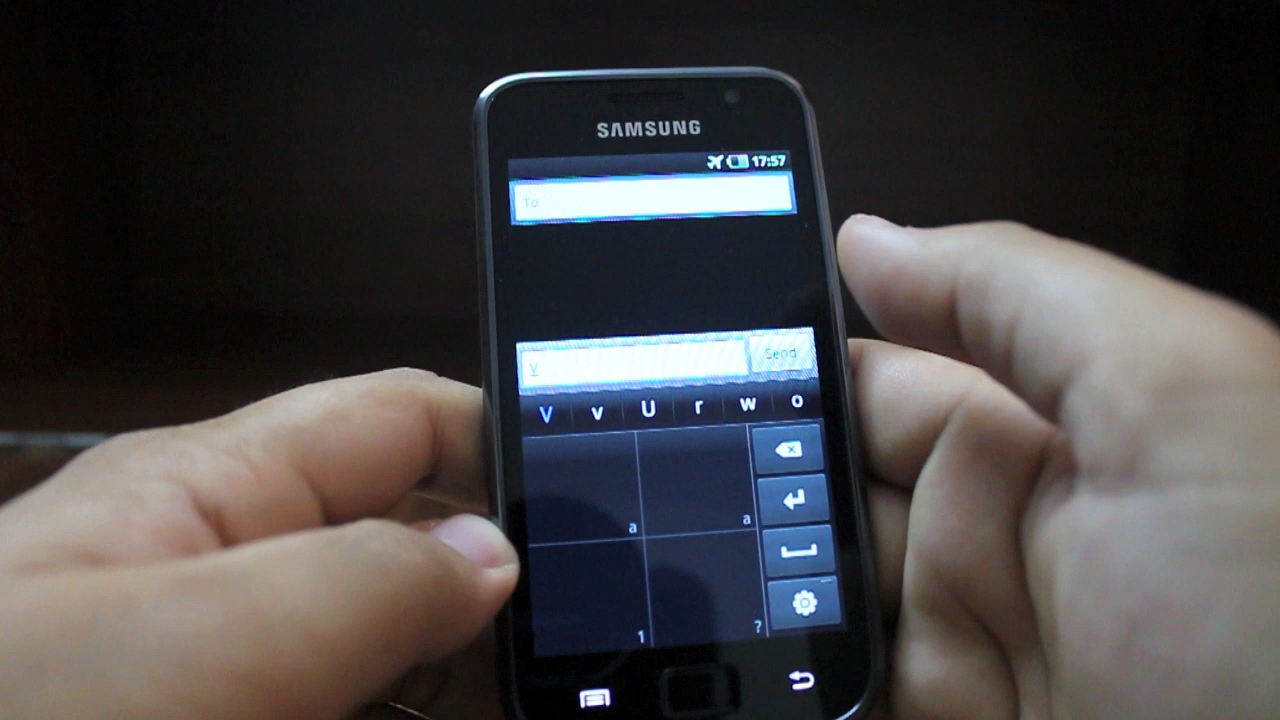 SAMSUNG
17:57
To
V
Send
V v U r w o
a a
1 ?